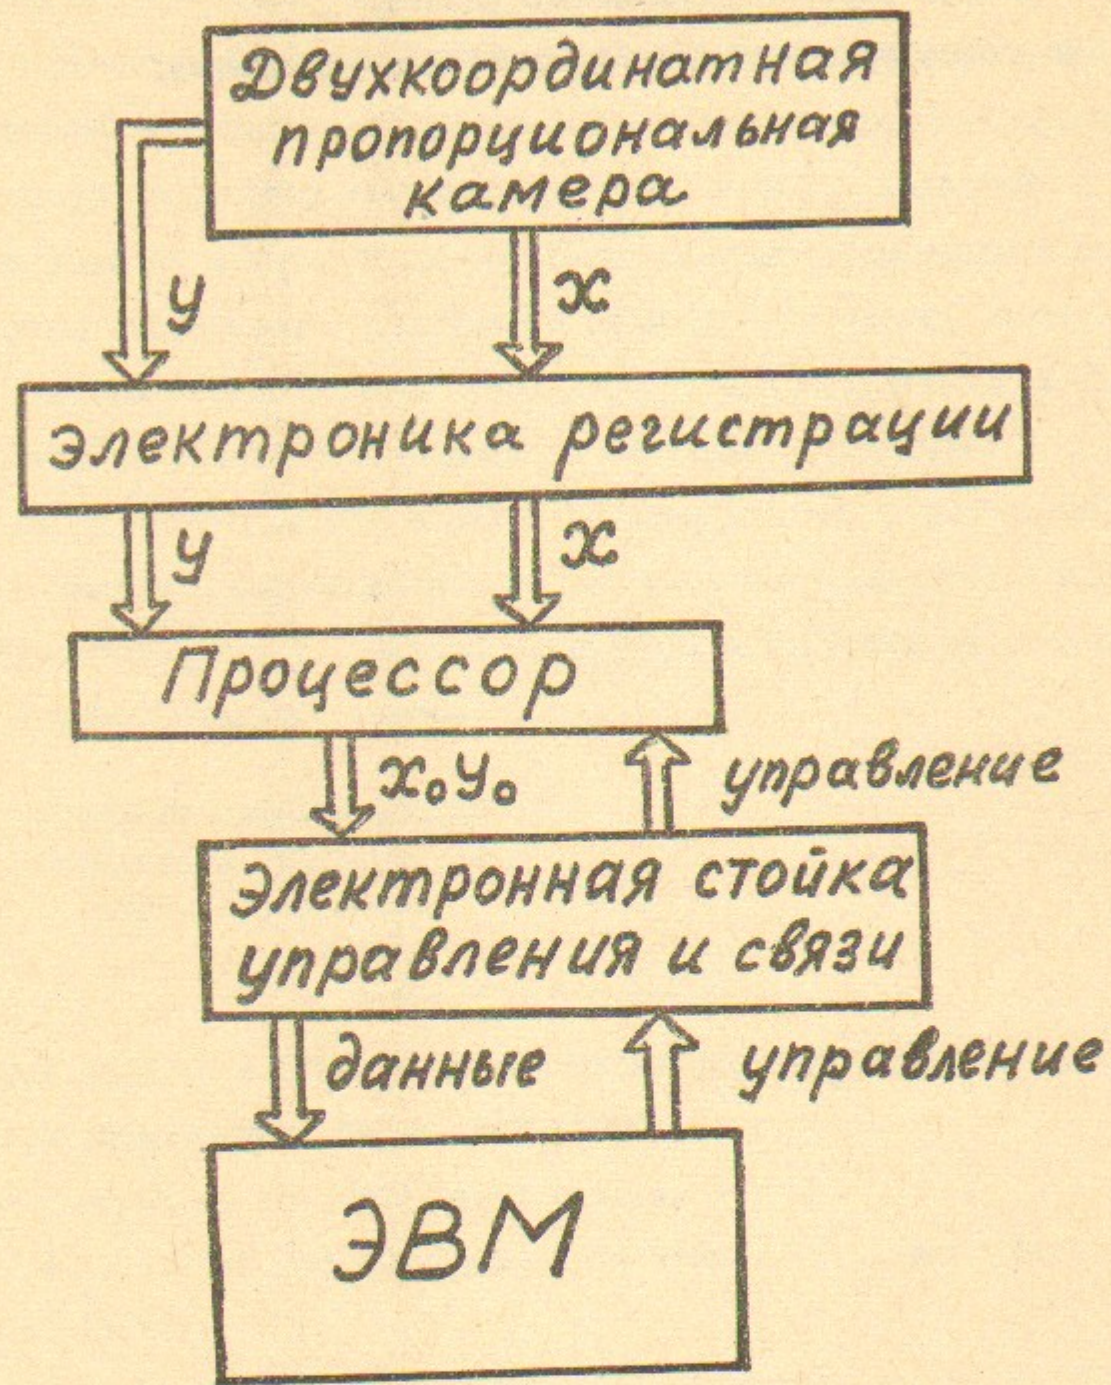 Двухкоординатная
пропорциональная
камера
y x
электроника регистрации
y x
Процессор
x₀y₀ управление
электронная стойка
управления и связи
данные управление
ЭВМ